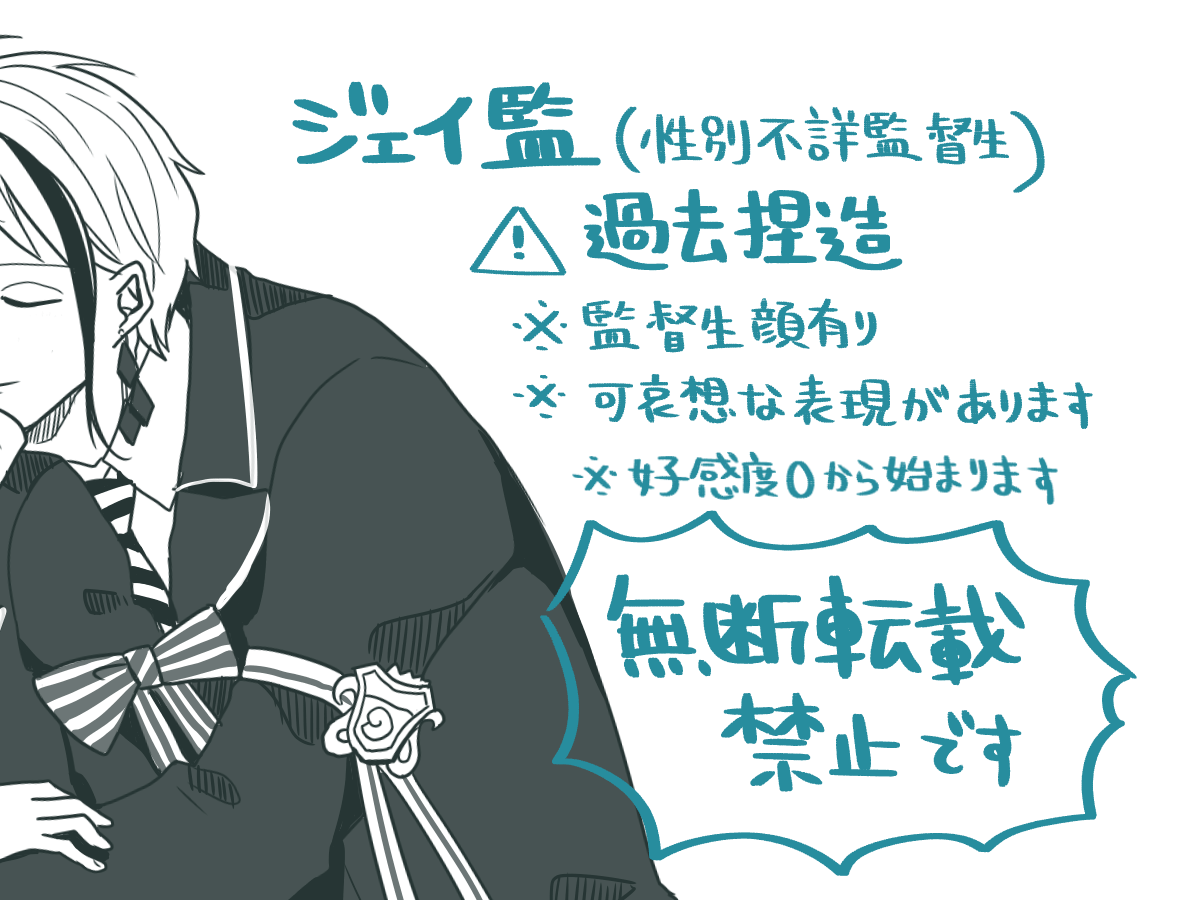 ジェイ監(性別不詳監督生)
⚠過去捏造
※監督生顔有り
※可哀想な表現があります
※好感度0から始まります
無断転載
禁止です